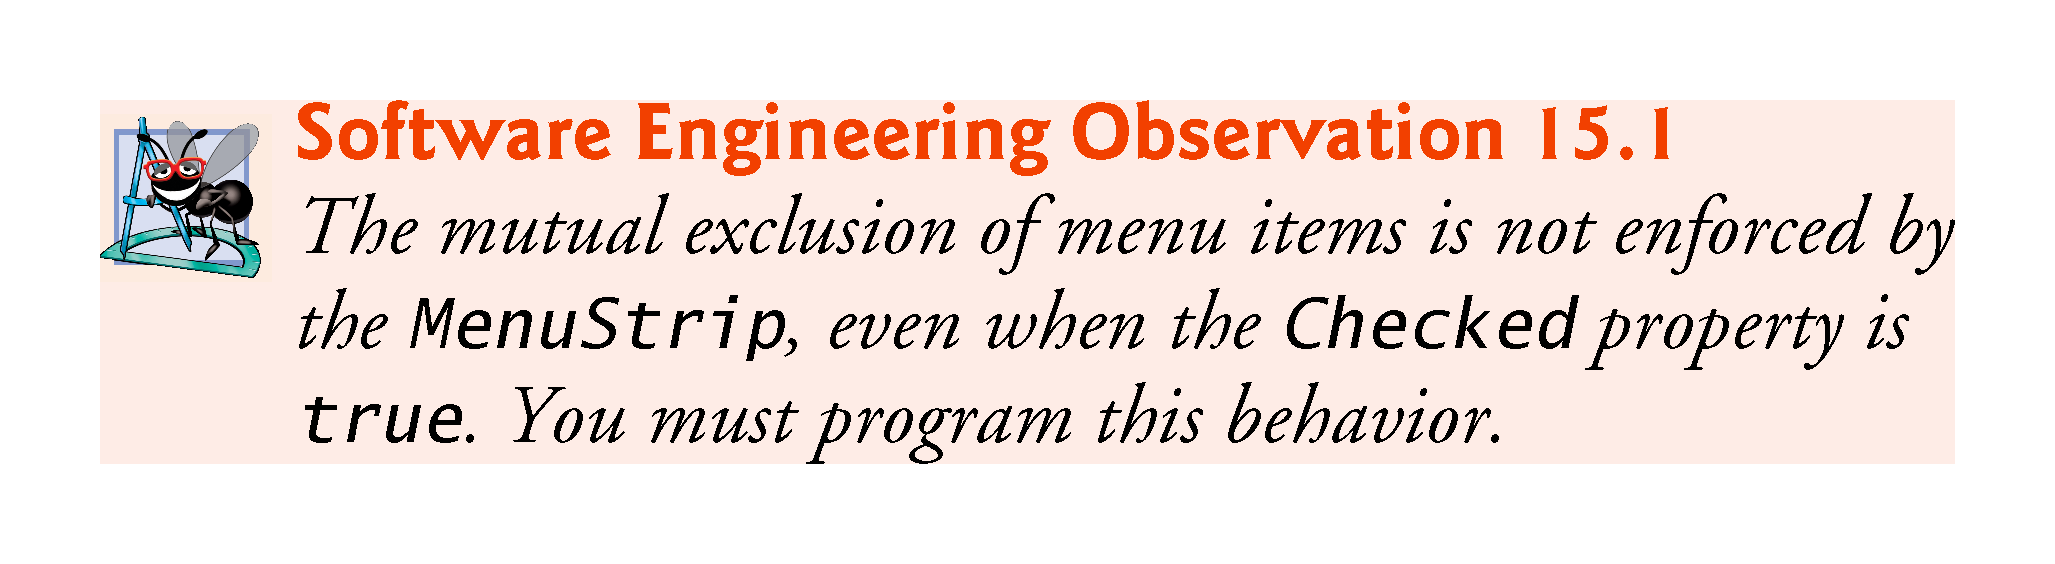 Software Engineering Observation 15.1
The mutual exclusion of menu items is not enforced by
the MenuStrip, even when the Checked property is
true. You must program this behavior.